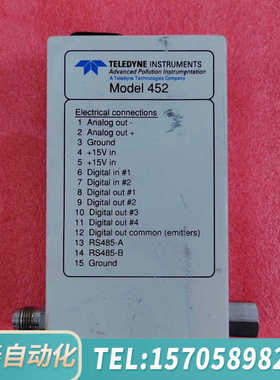 TELEDYNE INSTRUMENTS
Advanced Pollution Instrumentation
A Teledyne Technologies Company
Model 452
Electrical connections
1 Analog out -
2 Analog out +
3 Ground
4 +15V in
5 +15V in
6 Digital in #1
7 Digital in #2
8 Digital out #1
9 Digital out #2
10 Digital out #3
11 Digital out #4
12 Digital out common (emitters)
13 RS485-A
14 RS485-B
15 Ground
自动化
TEL:157058982